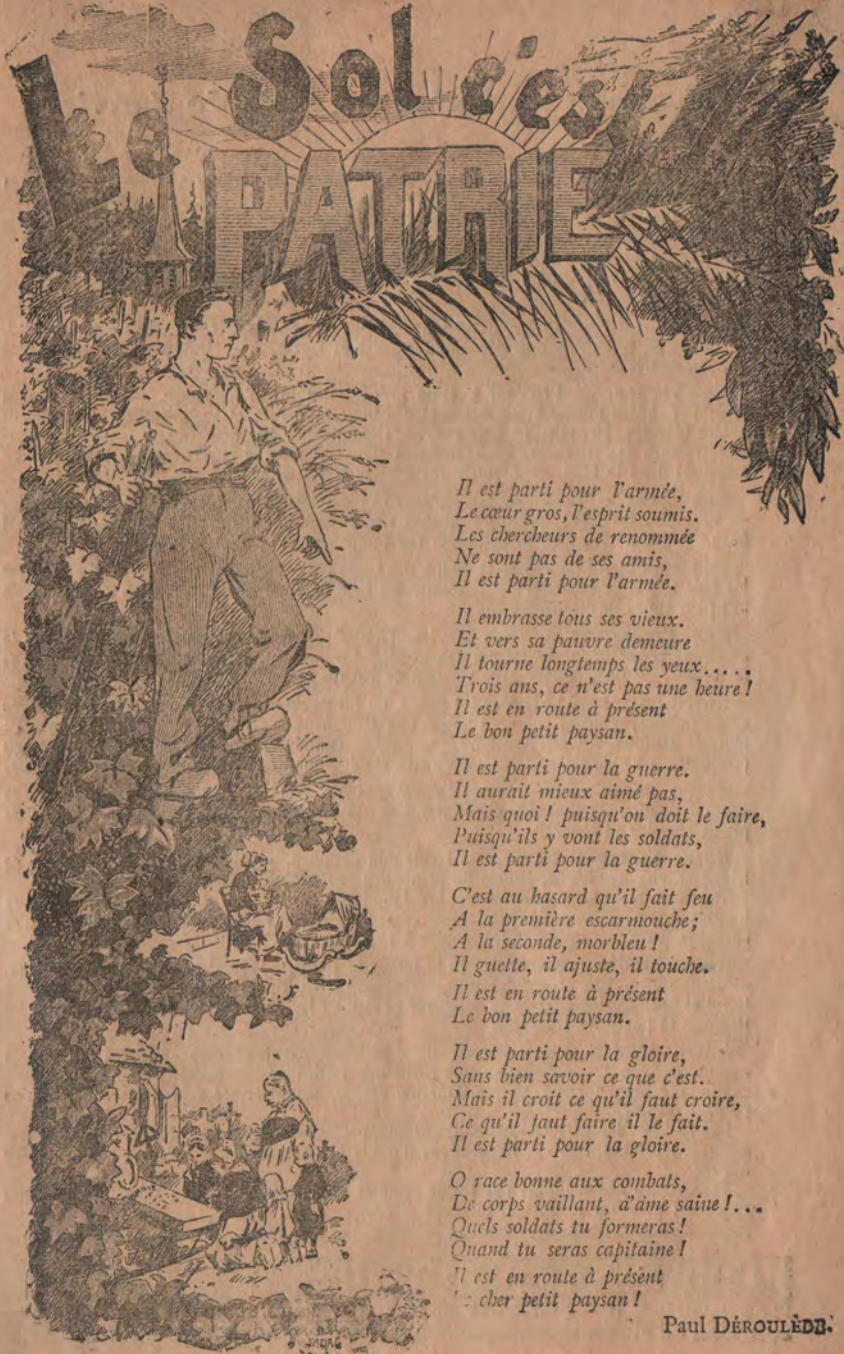 Le Sol c'est
PATRIE
Il est parti pour l'armée,
Le cœur gros, l'esprit soumis.
Les chercheurs de renommée
Ne sont pas de ses amis,
Il est parti pour l'armée.
Il embrasse tous ses vieux.
Et vers sa pauvre demeure
Il tourne longtemps les yeux.....
Trois ans, ce n'est pas une heure !
Il est en route à présent
Le bon petit paysan.
Il est parti pour la guerre.
Il aurait mieux aimé pas,
Mais quoi ! puisqu'on doit le faire,
Puisqu'ils y vont les soldats,
Il est parti pour la guerre.
C'est au hasard qu'il fait feu
A la première escarmouche ;
A la seconde, morbleu !
Il guette, il ajuste, il touche.
Il est en route à présent
Le bon petit paysan.
Il est parti pour la gloire,
Sans bien savoir ce que c'est.
Mais il croit ce qu'il faut croire,
Ce qu'il faut faire il le fait.
Il est parti pour la gloire.
O race bonne aux combats,
De corps vaillant, d'âme saine !...
Quels soldats tu formeras !
Quand tu seras capitaine !
Il est en route à présent
cher petit paysan !
Paul DÉROULÈDE.